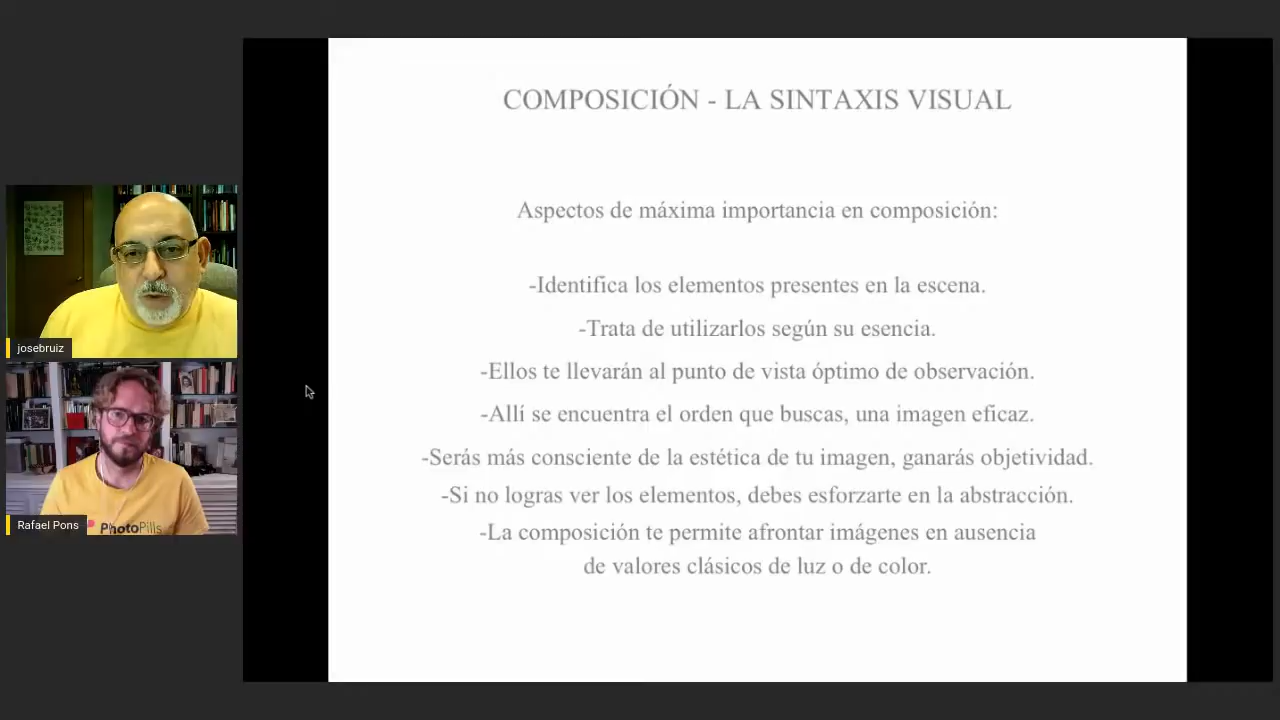 COMPOSICIÓN - LA SINTAXIS VISUAL
Aspectos de máxima importancia en composición:
-Identifica los elementos presentes en la escena.
-Trata de utilizarlos según su esencia.
-Ellos te llevarán al punto de vista óptimo de observación.
-Allí se encuentra el orden que buscas, una imagen eficaz.
-Serás más consciente de la estética de tu imagen, ganarás objetividad.
-Si no logras ver los elementos, debes esforzarte en la abstracción.
-La composición te permite afrontar imágenes en ausencia
de valores clásicos de luz o de color.
josebruiz
PhotoPills
Rafael Pons